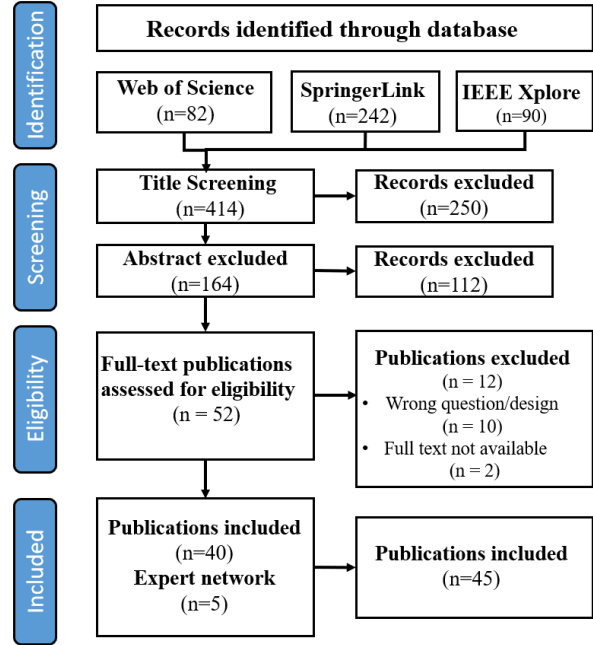 Identification
Records identified through database
Web of Science
(n=82)
SpringerLink
(n=242)
IEEE Xplore
(n=90)
Screening
Title Screening
(n=414)
Records excluded
(n=250)
Abstract excluded
(n=164)
Records excluded
(n=112)
Eligibility
Full-text publications
assessed for eligibility
(n = 52)
Publications excluded
(n = 12)
• Wrong question/design
(n = 10)
• Full text not available
(n = 2)
Included
Publications included
(n=40)
Expert network
(n=5)
Publications included
(n=45)